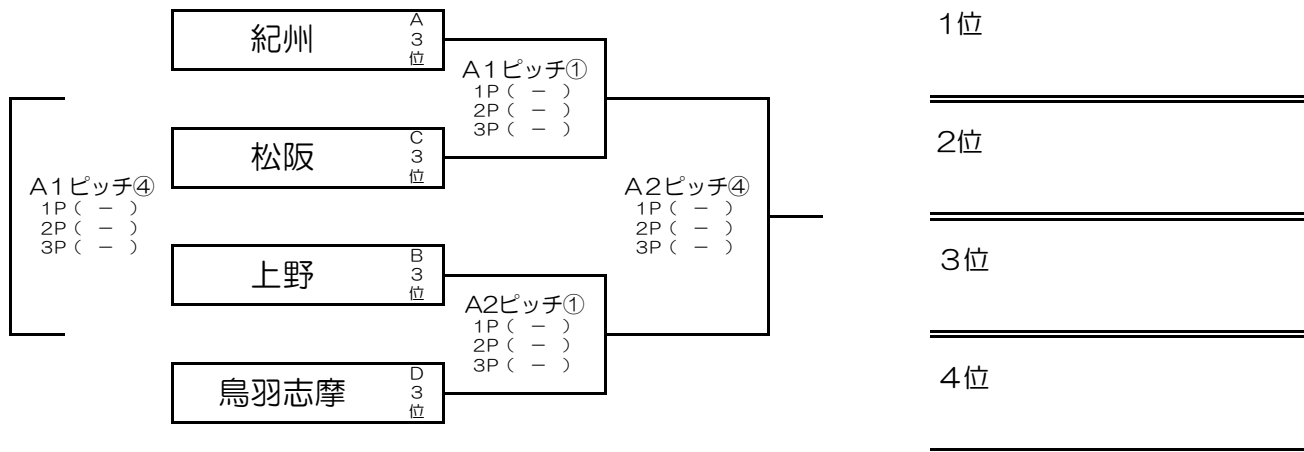 紀州
A
3
位
A1ピッチ①
1P( - )
2P( - )
3P( - )
松阪
C
3
位
A1ピッチ④
1P( - )
2P( - )
3P( - )
A2ピッチ④
1P( - )
2P( - )
3P( - )
上野
B
3
位
A2ピッチ①
1P( - )
2P( - )
3P( - )
鳥羽志摩
D
3
位
1位
2位
3位
4位